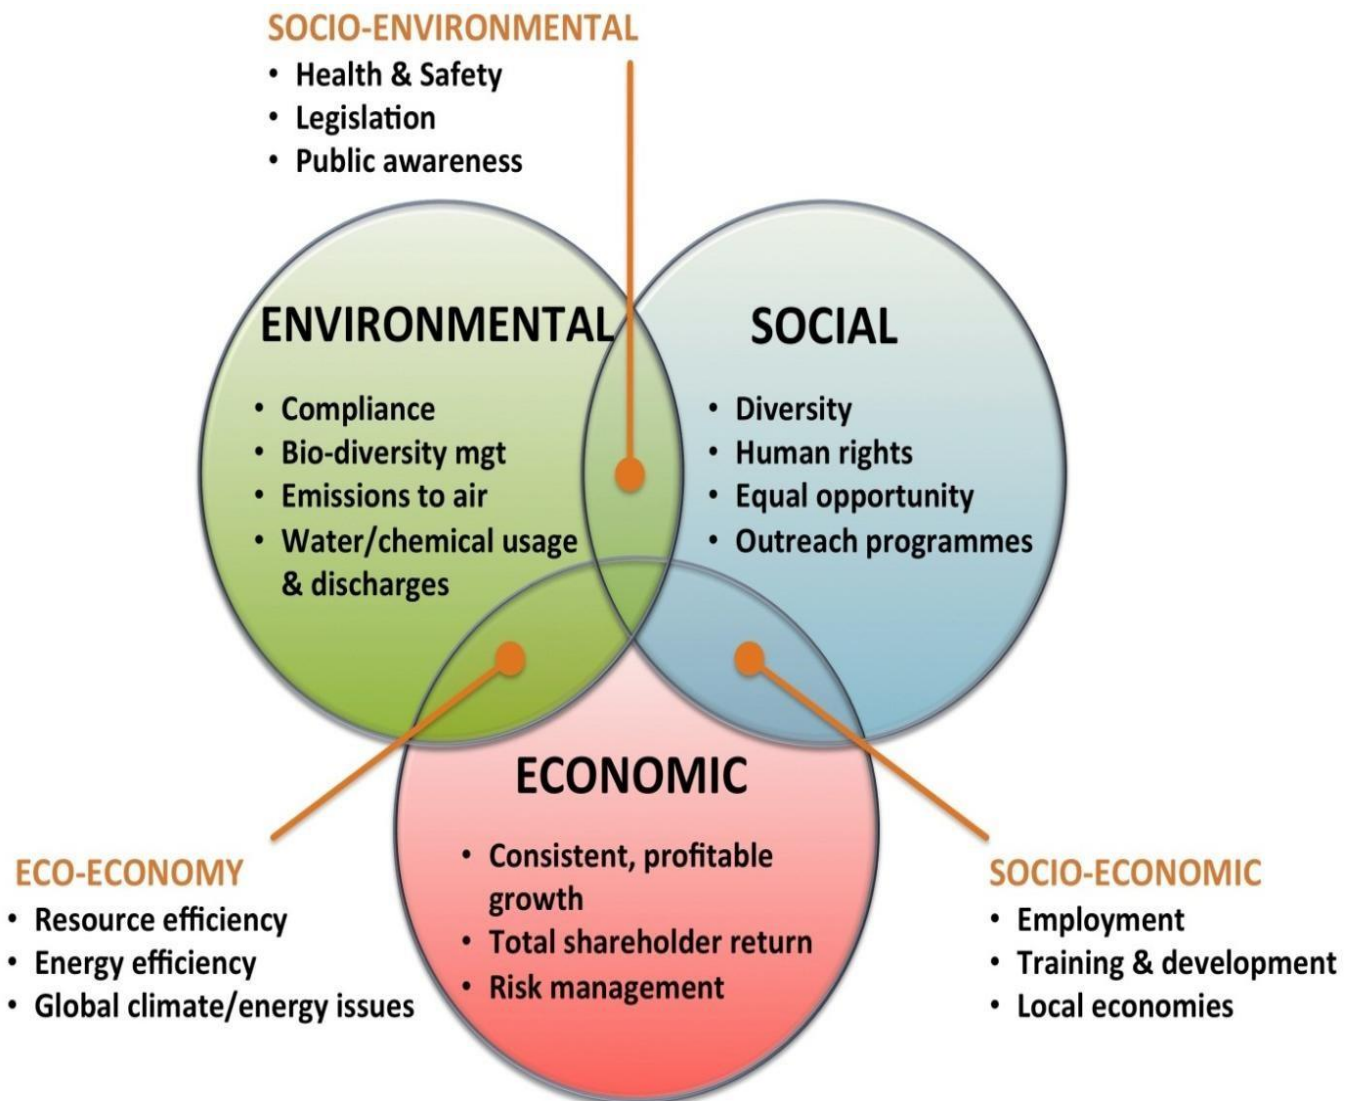 SOCIO-ENVIRONMENTAL
• Health & Safety
• Legislation
• Public awareness
ENVIRONMENTAL
• Compliance
• Bio-diversity mgt
• Emissions to air
• Water/chemical usage
& discharges
SOCIAL
• Diversity
• Human rights
• Equal opportunity
• Outreach programmes
ECONOMIC
• Consistent, profitable
growth
• Total shareholder return
• Risk management
ECO-ECONOMY
• Resource efficiency
• Energy efficiency
• Global climate/energy issues
SOCIO-ECONOMIC
• Employment
• Training & development
• Local economies